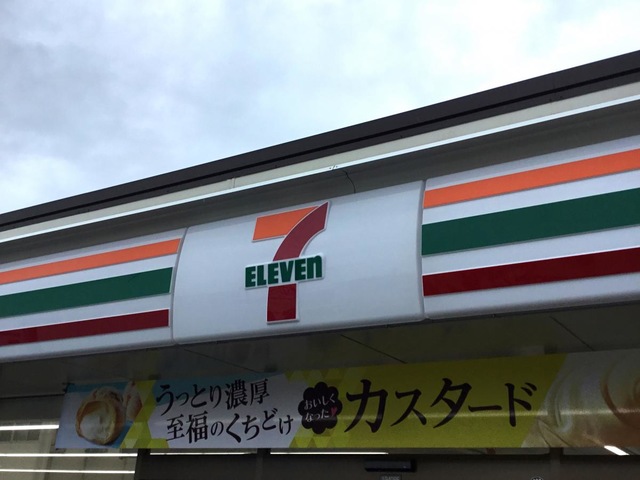 7
ELEVEn
うっとり濃厚
至福のくちどけ
おいしく
なった
カスタード